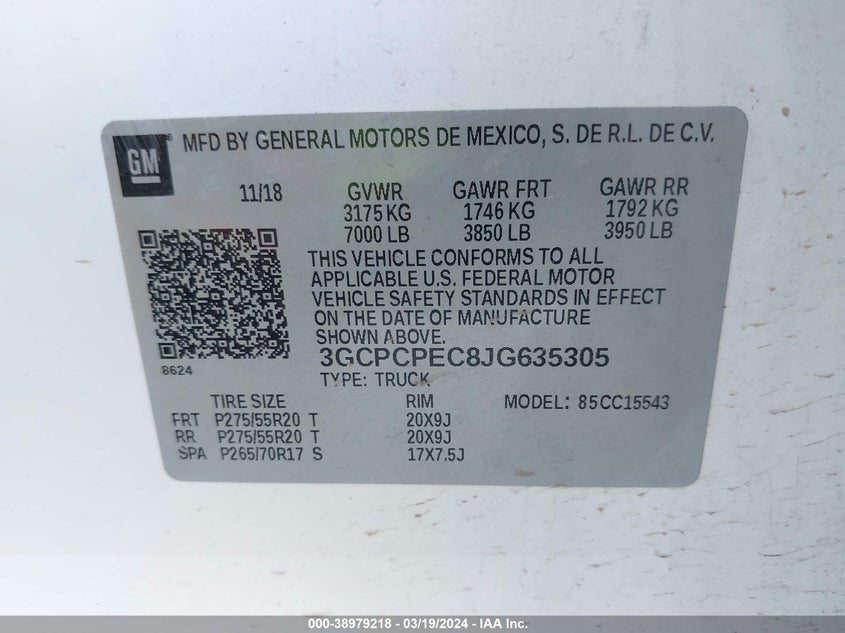 GM
MFD BY GENERAL MOTORS DE MEXICO, S. DE R.L. DE C.V.
11/18 GVWR GAWR FRT GAWR RR
3175 KG 1746 KG 1792 KG
7000 LB 3850 LB 3950 LB
THIS VEHICLE CONFORMS TO ALL
APPLICABLE U.S. FEDERAL MOTOR
VEHICLE SAFETY STANDARDS IN EFFECT
ON THE DATE OF MANUFACTURE
SHOWN ABOVE.
3GCPCPEC8JG635305
8624
TYPE: TRUCK
TIRE SIZE RIM MODEL: 85CC15543
FRT P275/55R20 T 20X9J
RR P275/55R20 T 20X9J
SPA P265/70R17 S 17X7.5J
000-38979218 - 03/19/2024 - IAA Inc.